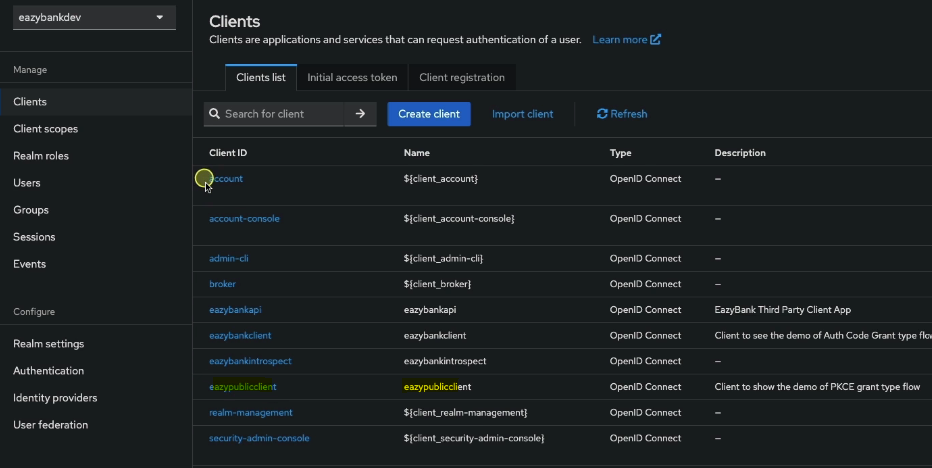 eazybankdev
Manage
Clients
Client scopes
Realm roles
Users
Groups
Sessions
Events
Configure
Realm settings
Authentication
Identity providers
User federation
Clients
Clients are applications and services that can request authentication of a user. Learn more
Clients list Initial access token Client registration
Search for client Create client Import client Refresh
Client ID Name Type Description
account ${client_account} OpenID Connect –
account-console ${client_account-console} OpenID Connect –
admin-cli ${client_admin-cli} OpenID Connect –
broker ${client_broker} OpenID Connect –
eazybankapi eazybankapi OpenID Connect EazyBank Third Party Client App
eazybankclient eazybankclient OpenID Connect Client to see the demo of Auth Code Grant type flo
eazybankintrospect eazybankintrospect OpenID Connect –
eazypublicclient eazypublicclient OpenID Connect Client to show the demo of PKCE grant type flow
realm-management ${client_realm-management} OpenID Connect –
security-admin-console ${client_security-admin-console} OpenID Connect –